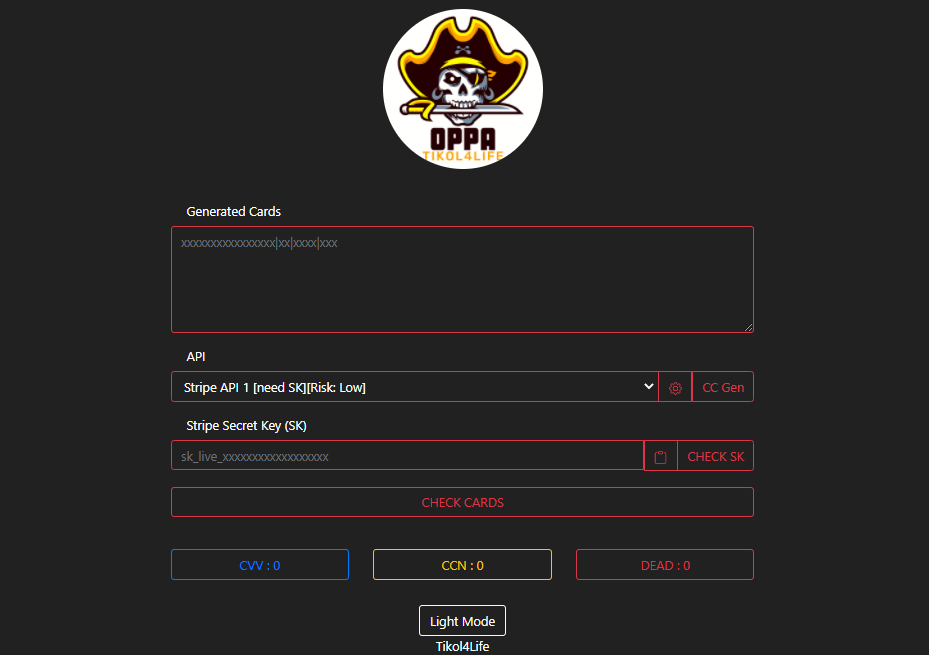 OPPA
TIKOL4LIFE
Generated Cards
xxxxxxxxxxxxxxxx|xx|xxxx|xxx
API
Stripe API 1 [need SK][Risk: Low]
CC Gen
Stripe Secret Key (SK)
sk_live_xxxxxxxxxxxxxxxxxx
CHECK SK
CHECK CARDS
CVV : 0
CCN : 0
DEAD : 0
Light Mode
Tikol4Life